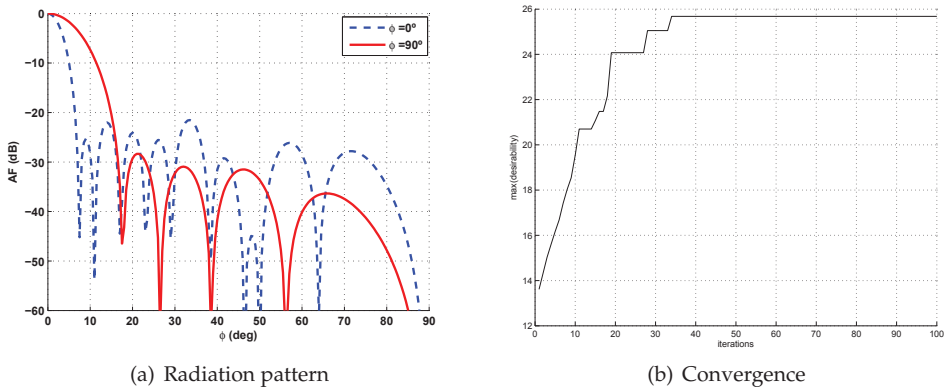 0
−10
−20
−30
−40
−50
−60
AF (dB)
0 10 20 30 40 50 60 70 80 90
ϕ (deg)
ϕ =0º
ϕ =90º
26
24
22
20
18
16
14
12
max(desirability)
0 10 20 30 40 50 60 70 80 90 100
iterations
(a) Radiation pattern
(b) Convergence